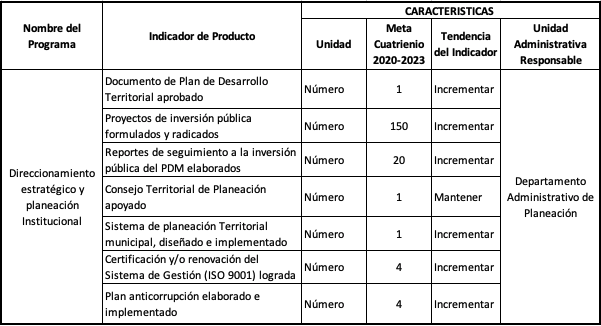 Nombre del
Programa
Indicador de Producto
CARACTERISTICAS
Unidad
Meta
Cuatrienio
2020-2023
Tendencia
del Indicador
Unidad
Administrativa
Responsable
Direccionamiento
estratégico y
planeación
Institucional
Documento de Plan de Desarrollo
Territorial aprobado
Número
1
Incrementar
Proyectos de inversión pública
formulados y radicados
Número
150
Incrementar
Reportes de seguimiento a la inversión
pública del PDM elaborados
Número
20
Incrementar
Consejo Territorial de Planeación
apoyado
Número
1
Mantener
Sistema de planeación Territorial
municipal, diseñado e implementado
Número
1
Incrementar
Certificación y/o renovación del
Sistema de Gestión (ISO 9001) lograda
Número
4
Incrementar
Plan anticorrupción elaborado e
implementado
Número
4
Incrementar
Departamento
Administrativo de
Planeación